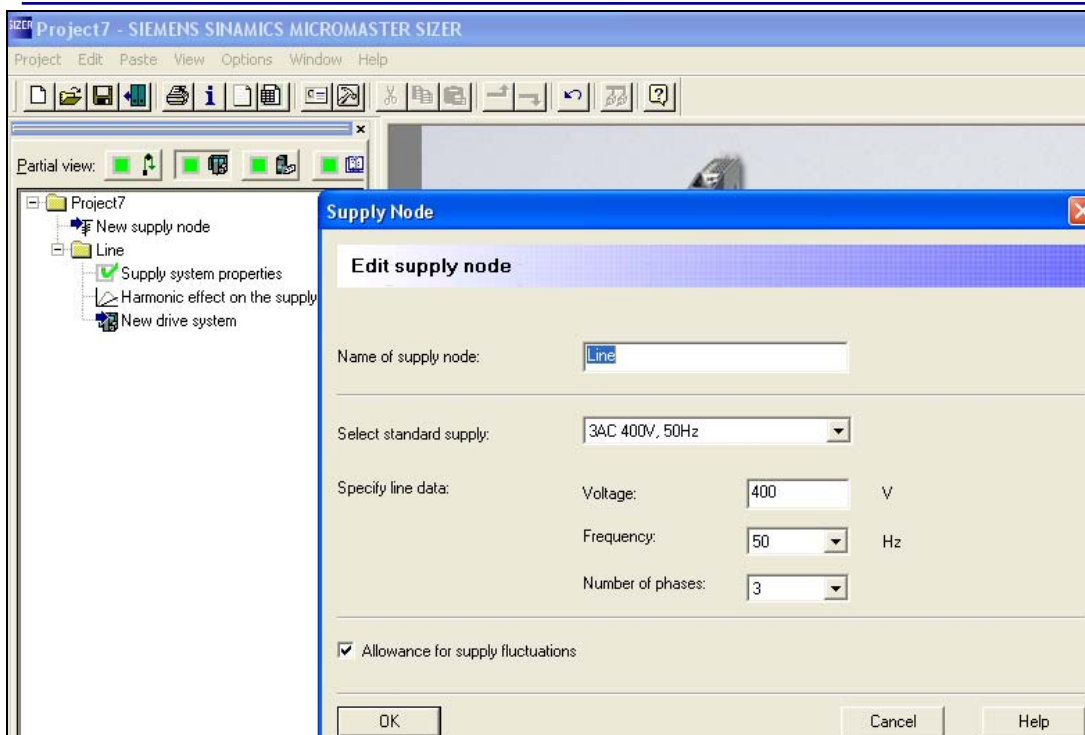 SIZER Project7 - SIEMENS SINAMICS MICROMASTER SIZER
Project Edit Paste View Options Window Help
Partial view:
Project7
New supply node
Line
Supply system properties
Harmonic effect on the supply
New drive system
Supply Node
Edit supply node
Name of supply node: Line
Select standard supply: 3AC 400V, 50Hz
Specify line data: Voltage: 400 V
Frequency: 50 Hz
Number of phases: 3
Allowance for supply fluctuations
OK Cancel Help